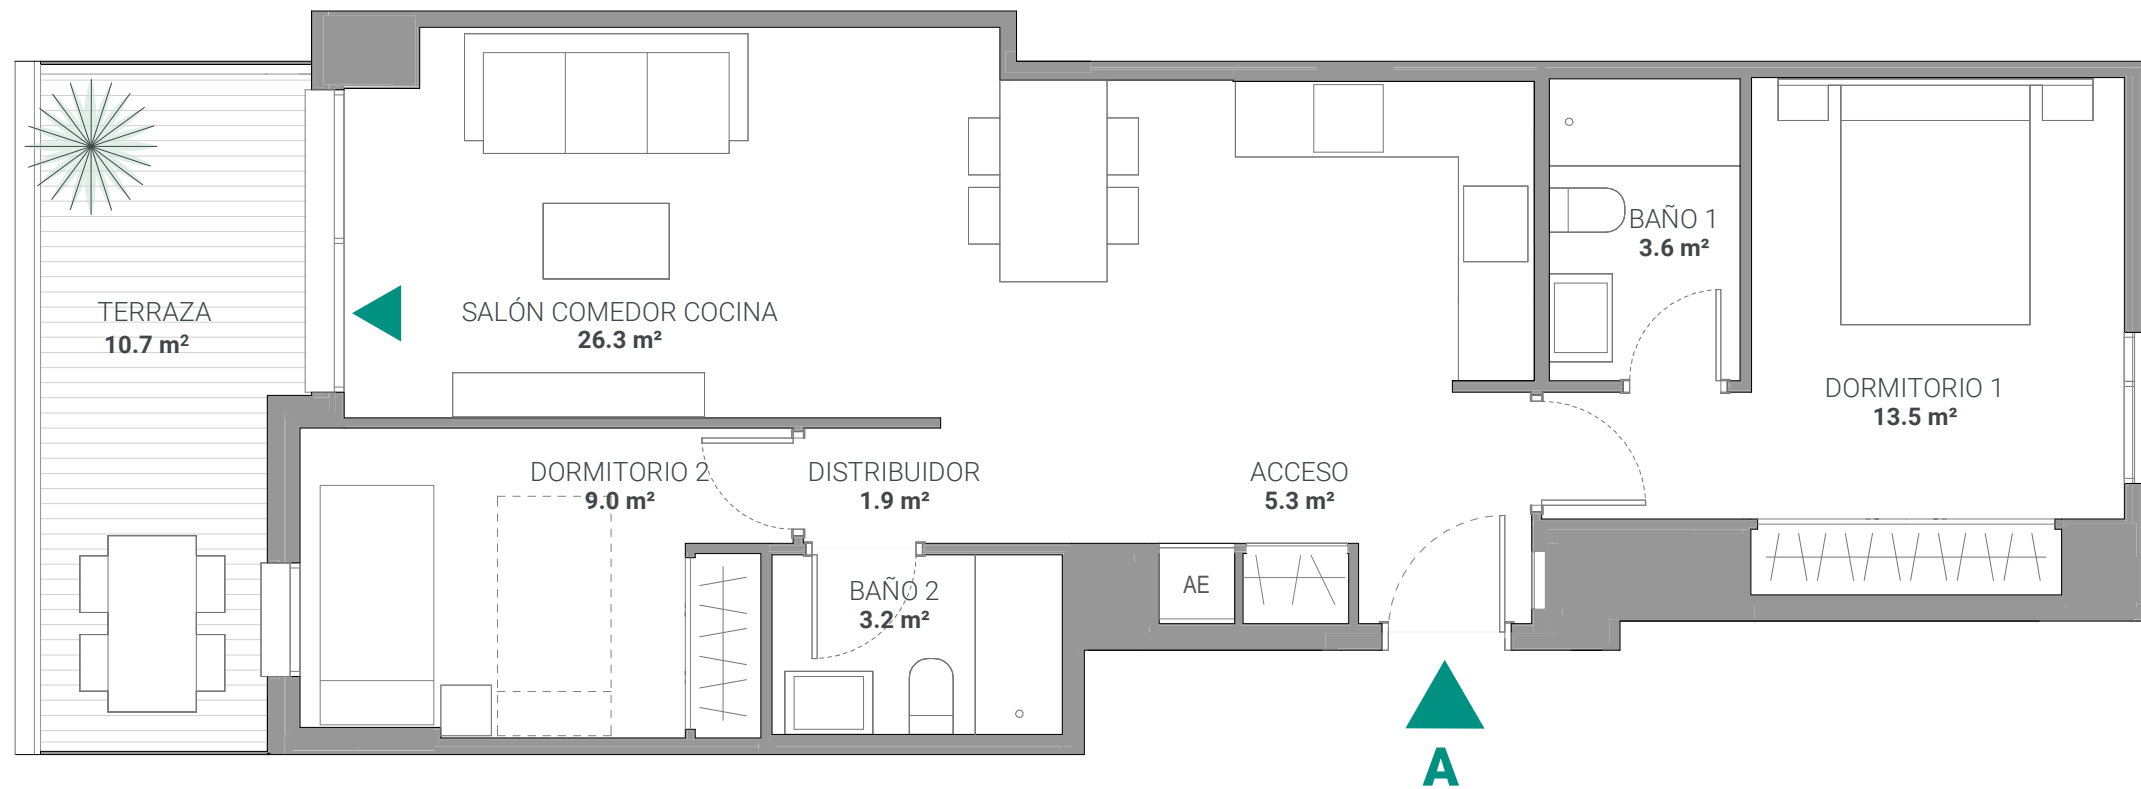 BAÑO 1
3.6 m²
TERRAZA
10.7 m²
SALÓN COMEDOR COCINA
26.3 m²
DORMITORIO 1
13.5 m²
DORMITORIO 2
9.0 m²
DISTRIBUIDOR
1.9 m²
ACCESO
5.3 m²
BAÑO 2
3.2 m²
AE
A